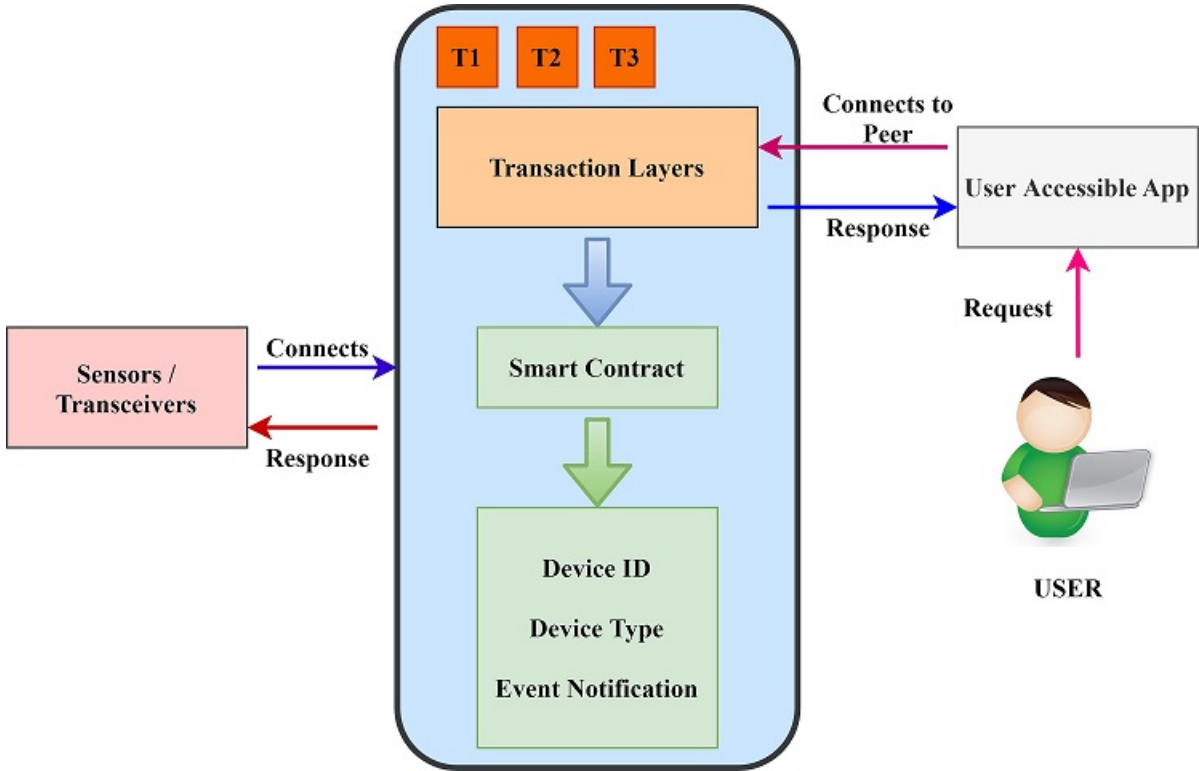 T1 T2 T3
Transaction Layers
Connects to
Peer
User Accessible App
Response
Request
Smart Contract
Connects
Sensors /
Transceivers
Response
Device ID
Device Type
Event Notification
USER